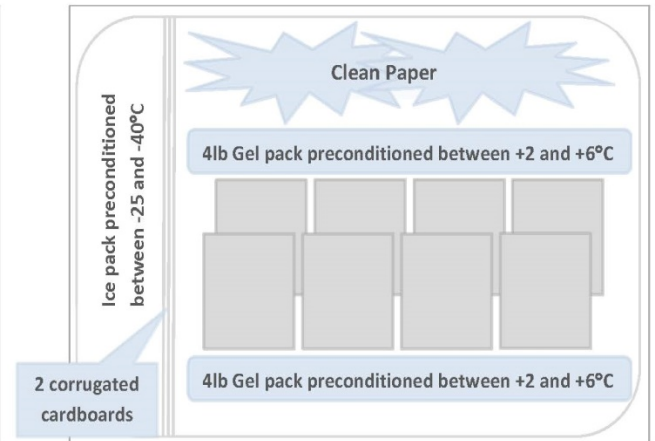 Clean Paper
Ice pack preconditioned
between -25 and -40°C
4lb Gel pack preconditioned between +2 and +6°C
4lb Gel pack preconditioned between +2 and +6°C
2 corrugated
cardboards